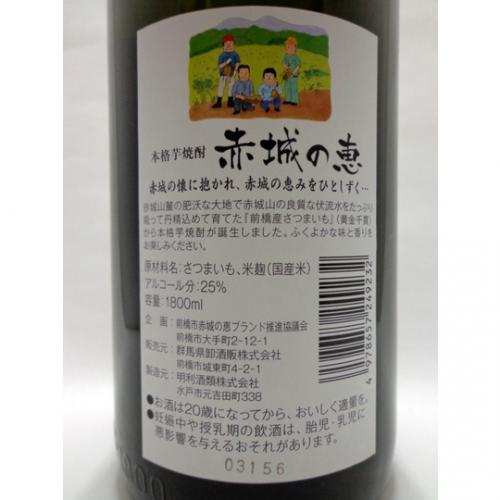 本格芋焼酎 赤城の恵
赤城の懐に抱かれ、赤城の恵みをひとしずく…
赤城山麓の肥沃な大地で赤城山の良質な伏流水をたっぷり
吸って丹精込めて育てた『前橋産さつまいも』(黄金千貫)
から本格芋焼酎が誕生しました。ふくよかな味と香りを
お楽しみください。
原材料名:さつまいも、米麹(国産米)
アルコール分:25%
容量:1800ml
企画:前橋市赤城の恵ブランド推進協議会
前橋市大手町2-12-1
販売元:群馬県卸酒販株式会社
前橋市城東町4-2-1
製造元:明利酒類株式会社
水戸市元吉田町338
●お酒は20歳になってから、おいしく適量を。
●妊娠中や授乳期の飲酒は、胎児・乳児に
悪影響を与えるおそれがあります。
4 978657 249232
03156